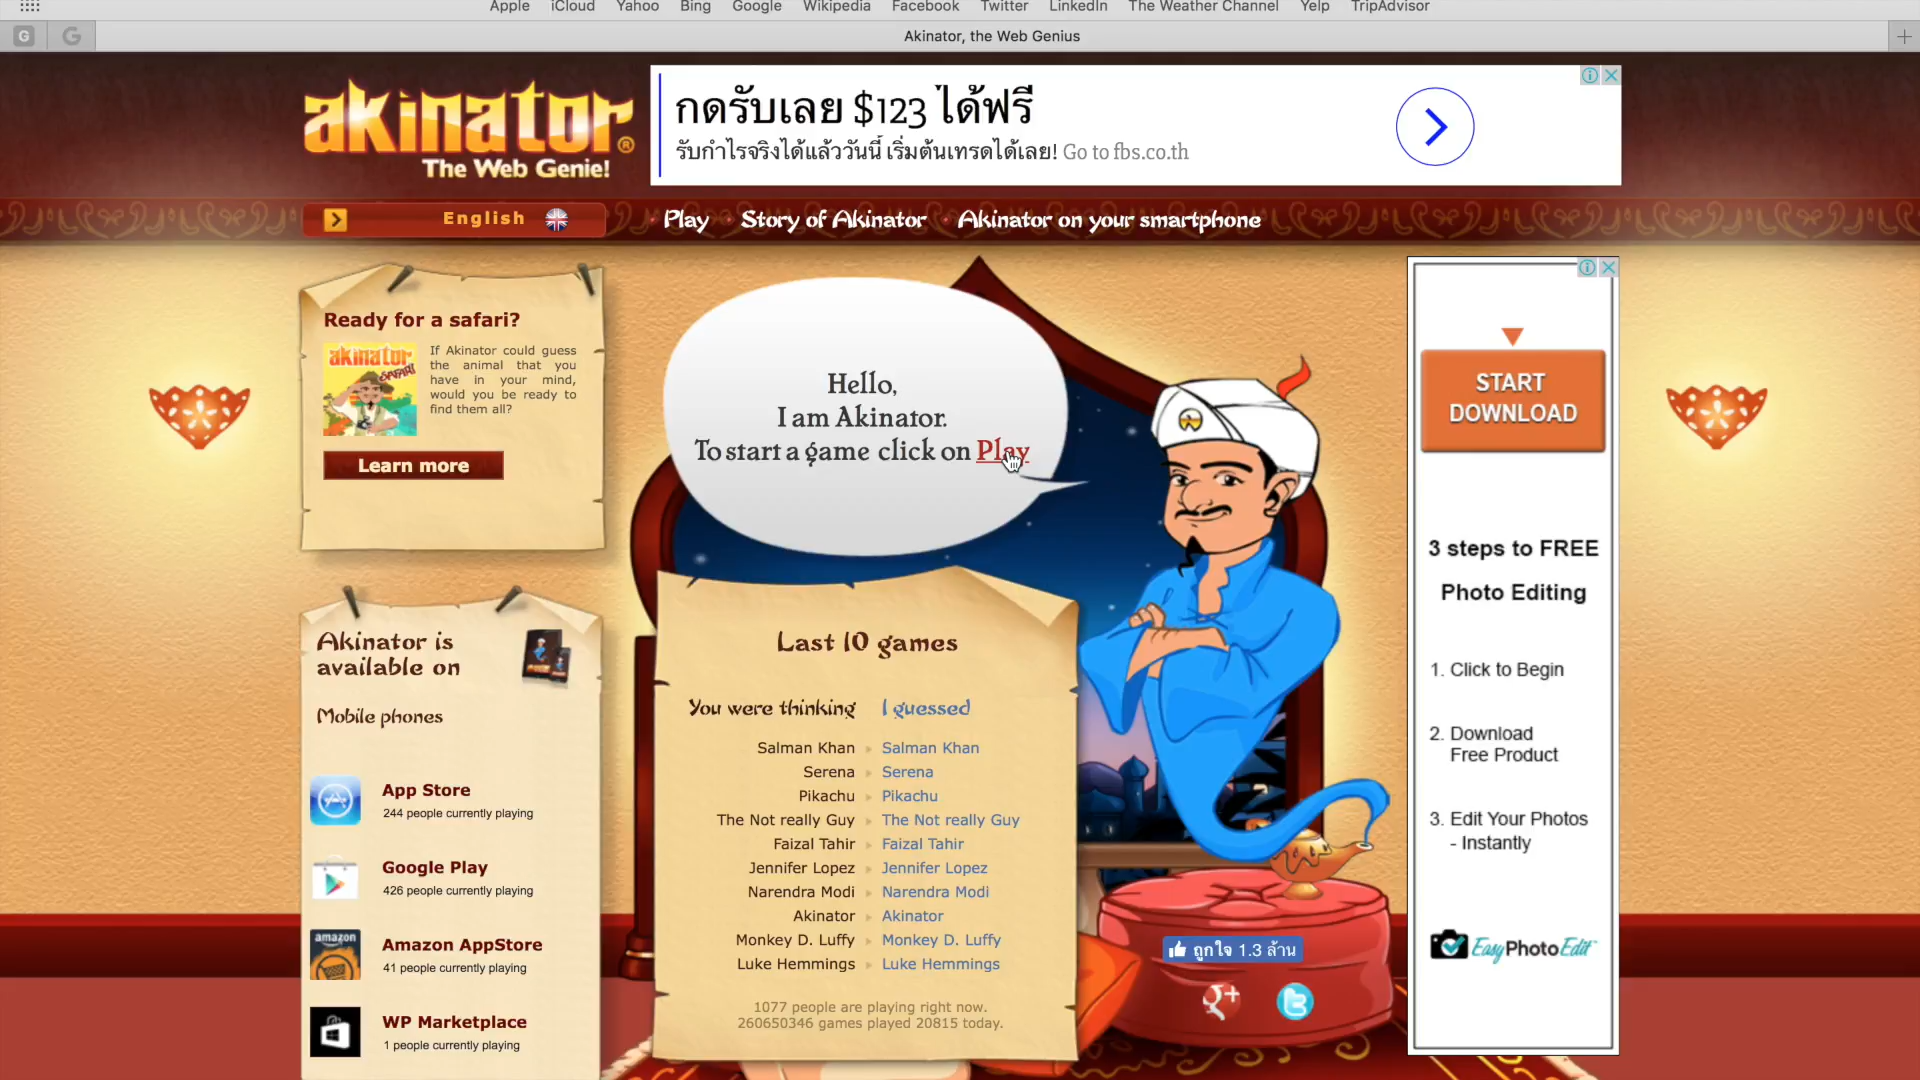 Apple iCloud Yahoo Bing Google Wikipedia Facebook Twitter LinkedIn The Weather Channel Yelp TripAdvisor
G G Akinator, the Web Genius
akinator®
The Web Genie!
กดรับเลย $123 ได้ฟรี
รับกำไรจริงได้แล้ววันนี้ เริ่มต้นเทรดได้เลย! Go to fbs.co.th
English
Play Story of Akinator Akinator on your smartphone
Ready for a safari?
akinator
SAFARI
If Akinator could guess
the animal that you
have in your mind,
would you be ready to
find them all?
Learn more
Hello,
I am Akinator.
To start a game click on Play
Akinator is
available on
Mobile phones
App Store
244 people currently playing
Google Play
426 people currently playing
amazon
Amazon AppStore
41 people currently playing
WP Marketplace
1 people currently playing
Last 10 games
You were thinking I guessed
Salman Khan Salman Khan
Serena Serena
Pikachu Pikachu
The Not really Guy The Not really Guy
Faizal Tahir Faizal Tahir
Jennifer Lopez Jennifer Lopez
Narendra Modi Narendra Modi
Akinator Akinator
Monkey D. Luffy Monkey D. Luffy
Luke Hemmings Luke Hemmings
1077 people are playing right now.
260650346 games played 20815 today.
ถูกใจ 1.3 ล้าน
g+
START
DOWNLOAD
3 steps to FREE
Photo Editing
1. Click to Begin
2. Download
Free Product
3. Edit Your Photos
- Instantly
EasyPhotoEdit